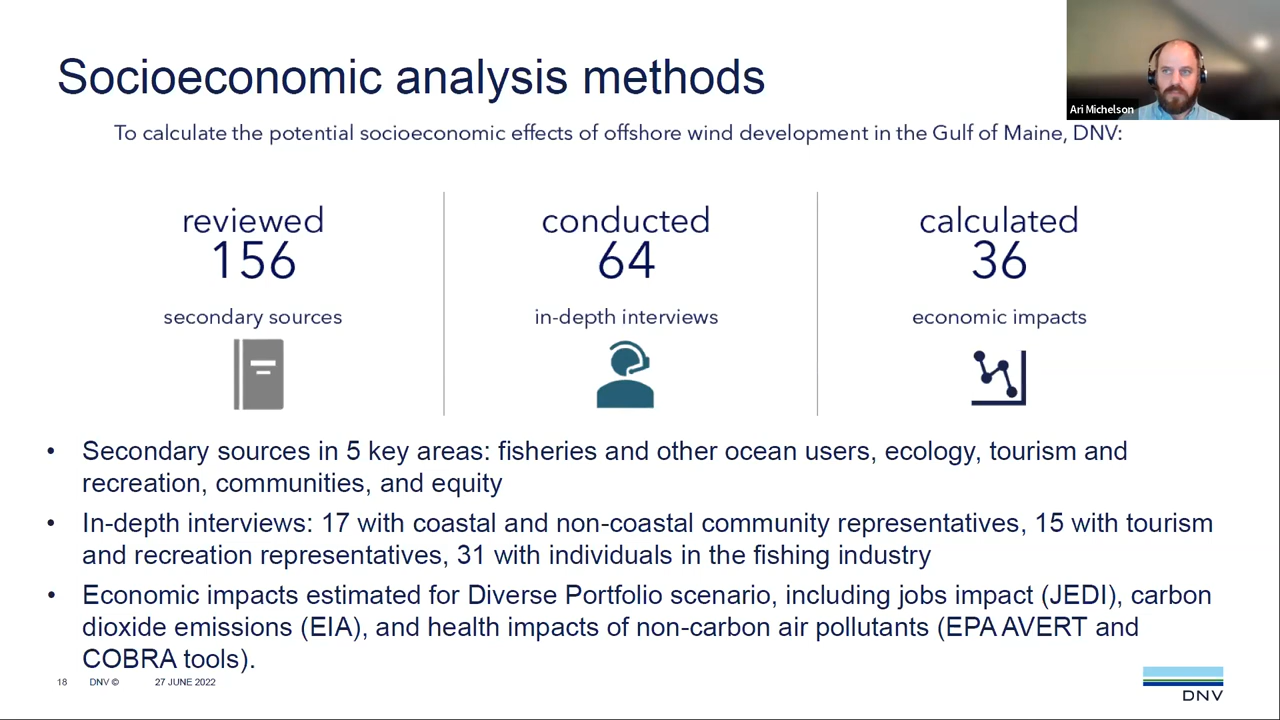 Socioeconomic analysis methods
Ari Michelson
To calculate the potential socioeconomic effects of offshore wind development in the Gulf of Maine, DNV:
reviewed
156
secondary sources
conducted
64
in-depth interviews
calculated
36
economic impacts
• Secondary sources in 5 key areas: fisheries and other ocean users, ecology, tourism and
recreation, communities, and equity
• In-depth interviews: 17 with coastal and non-coastal community representatives, 15 with tourism
and recreation representatives, 31 with individuals in the fishing industry
• Economic impacts estimated for Diverse Portfolio scenario, including jobs impact (JEDI), carbon
dioxide emissions (EIA), and health impacts of non-carbon air pollutants (EPA AVERT and
COBRA tools).
18 DNV © 27 JUNE 2022
DNV